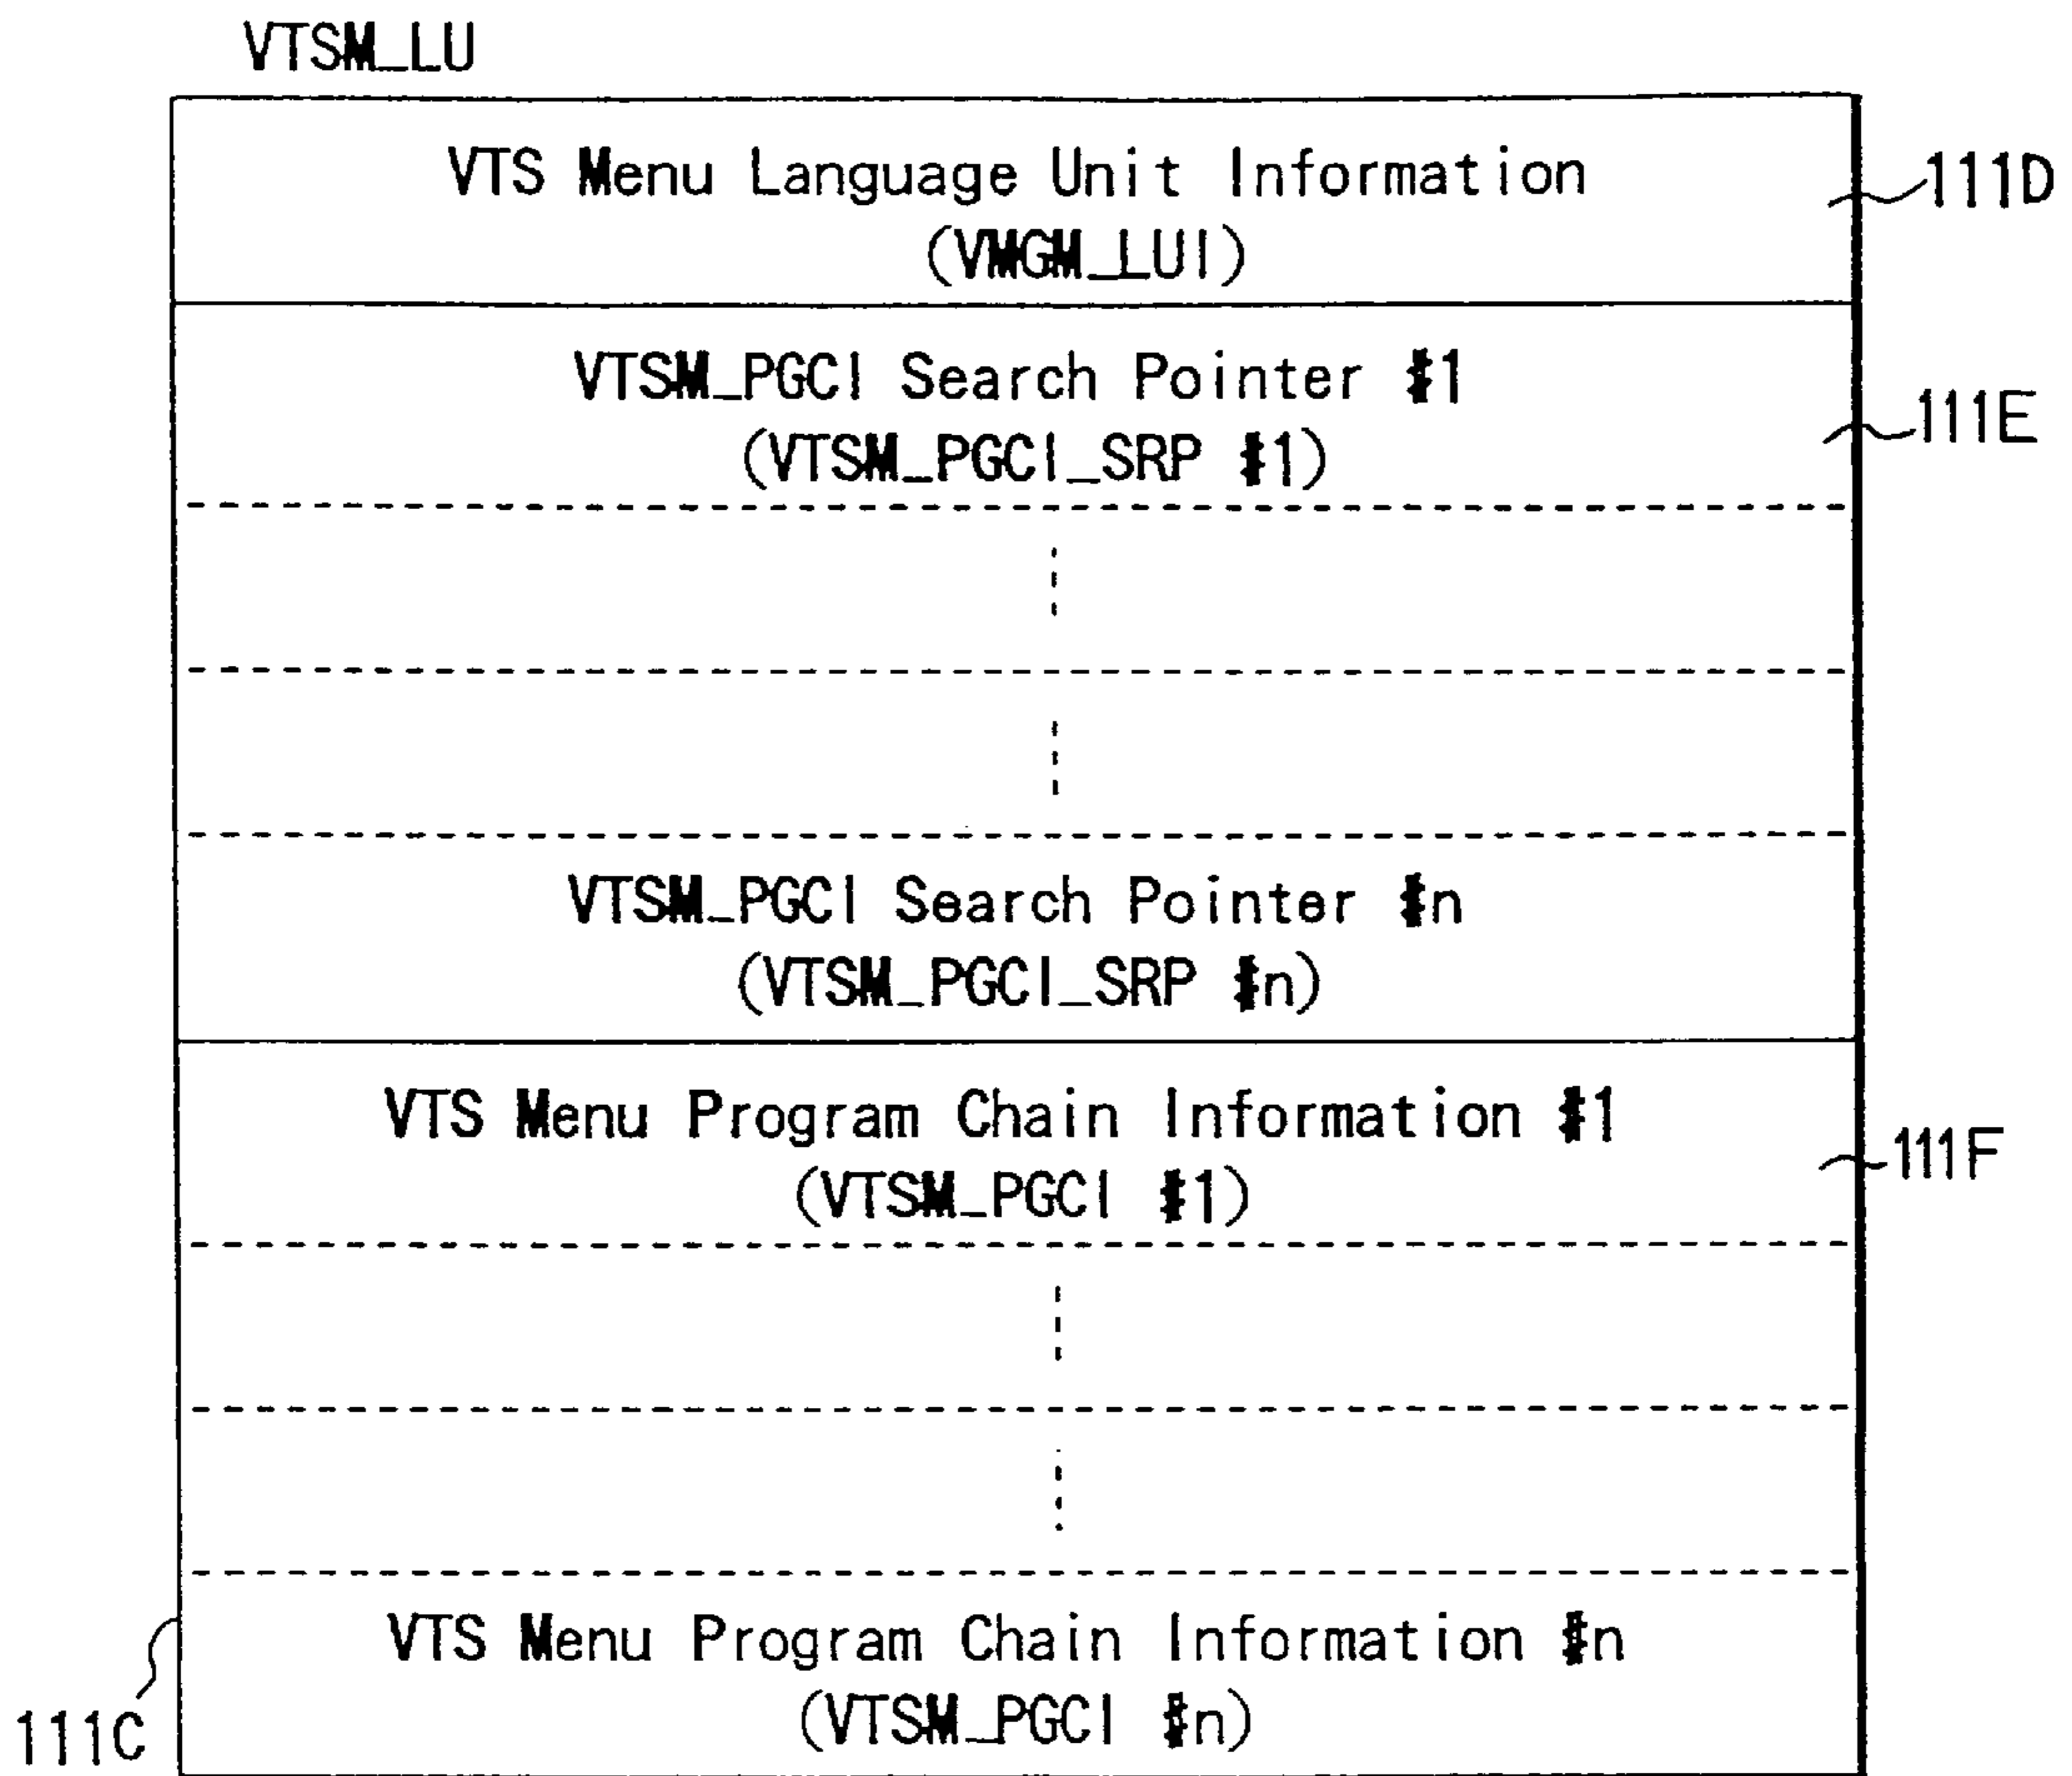 VTSM_LU
VTS Menu Language Unit Information
(VMGM_LUI)
111D
VTSM_PGCI Search Pointer #1
(VTSM_PGCI_SRP #1)
111E
VTSM_PGCI Search Pointer #n
(VTSM_PGCI_SRP #n)
VTS Menu Program Chain Information #1
(VTSM_PGCI #1)
111F
VTS Menu Program Chain Information #n
(VTSM_PGCI #n)
111C